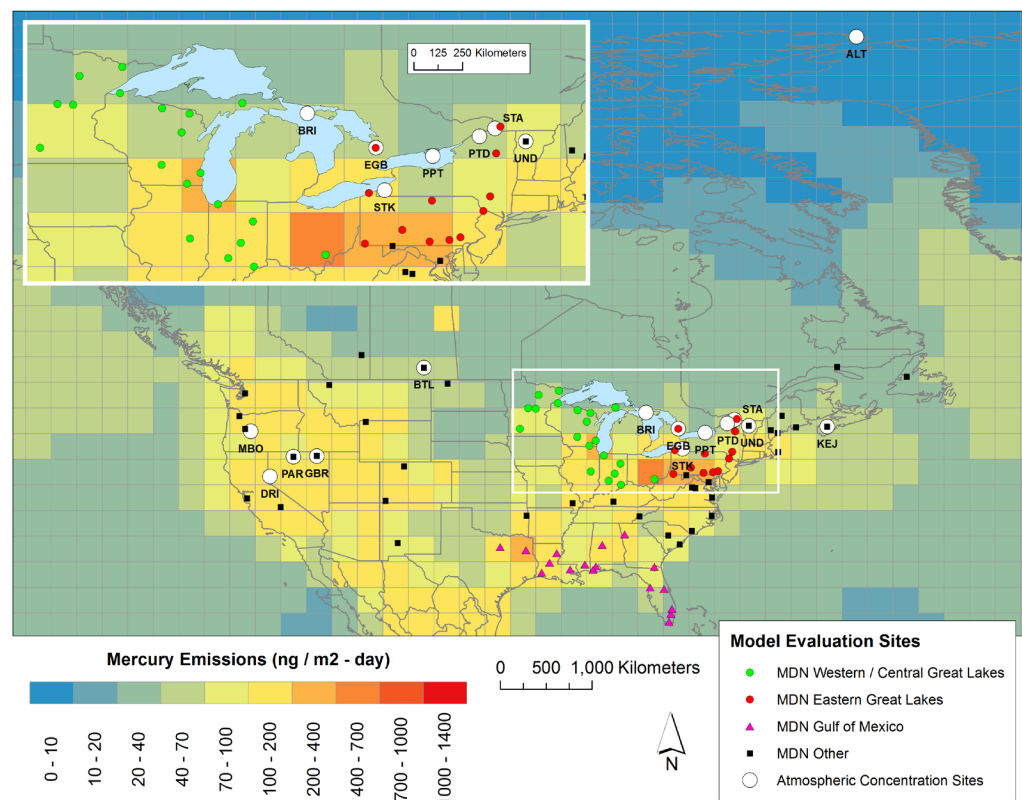 0 125 250 Kilometers
ALT
STA
BRI
PTD
UND
EGB
PPT
STK
BTL
STA
BRI
PTD
UND
EGB
PPT
KEJ
MBO
STK
PAR
GBR
DRI
Mercury Emissions (ng / m2 - day)
0 - 10
10 - 20
20 - 40
40 - 70
70 - 100
100 - 200
200 - 400
400 - 700
700 - 1000
1000 - 1400
0 500 1,000 Kilometers
N
Model Evaluation Sites
MDN Western / Central Great Lakes
MDN Eastern Great Lakes
MDN Gulf of Mexico
MDN Other
Atmospheric Concentration Sites